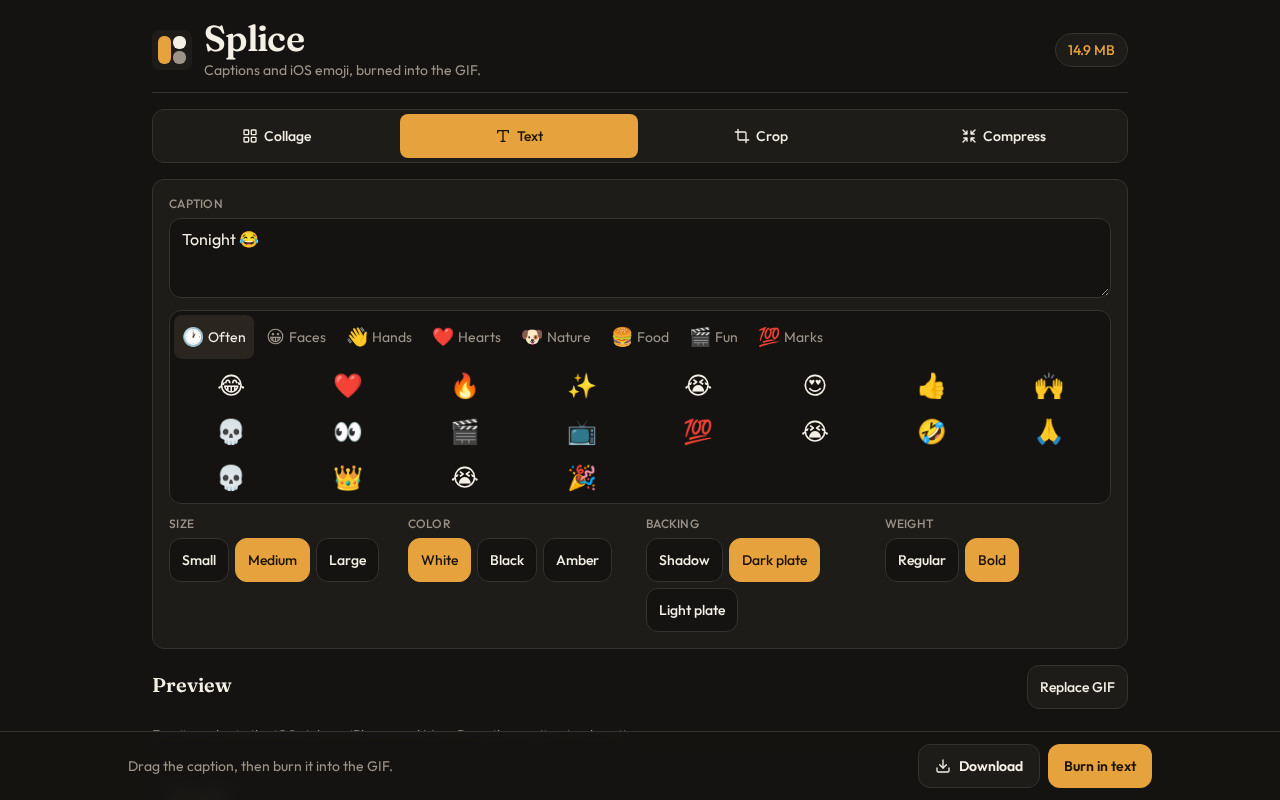 Splice
Captions and iOS emoji, burned into the GIF.
14.9 MB
Collage
Text
Crop
Compress
CAPTION
Tonight 😂
Often
Faces
Hands
Hearts
Nature
Food
Fun
Marks
SIZE
Small
Medium
Large
COLOR
White
Black
Amber
BACKING
Shadow
Dark plate
Light plate
WEIGHT
Regular
Bold
Preview
Replace GIF
Drag the caption, then burn it into the GIF.
Download
Burn in text